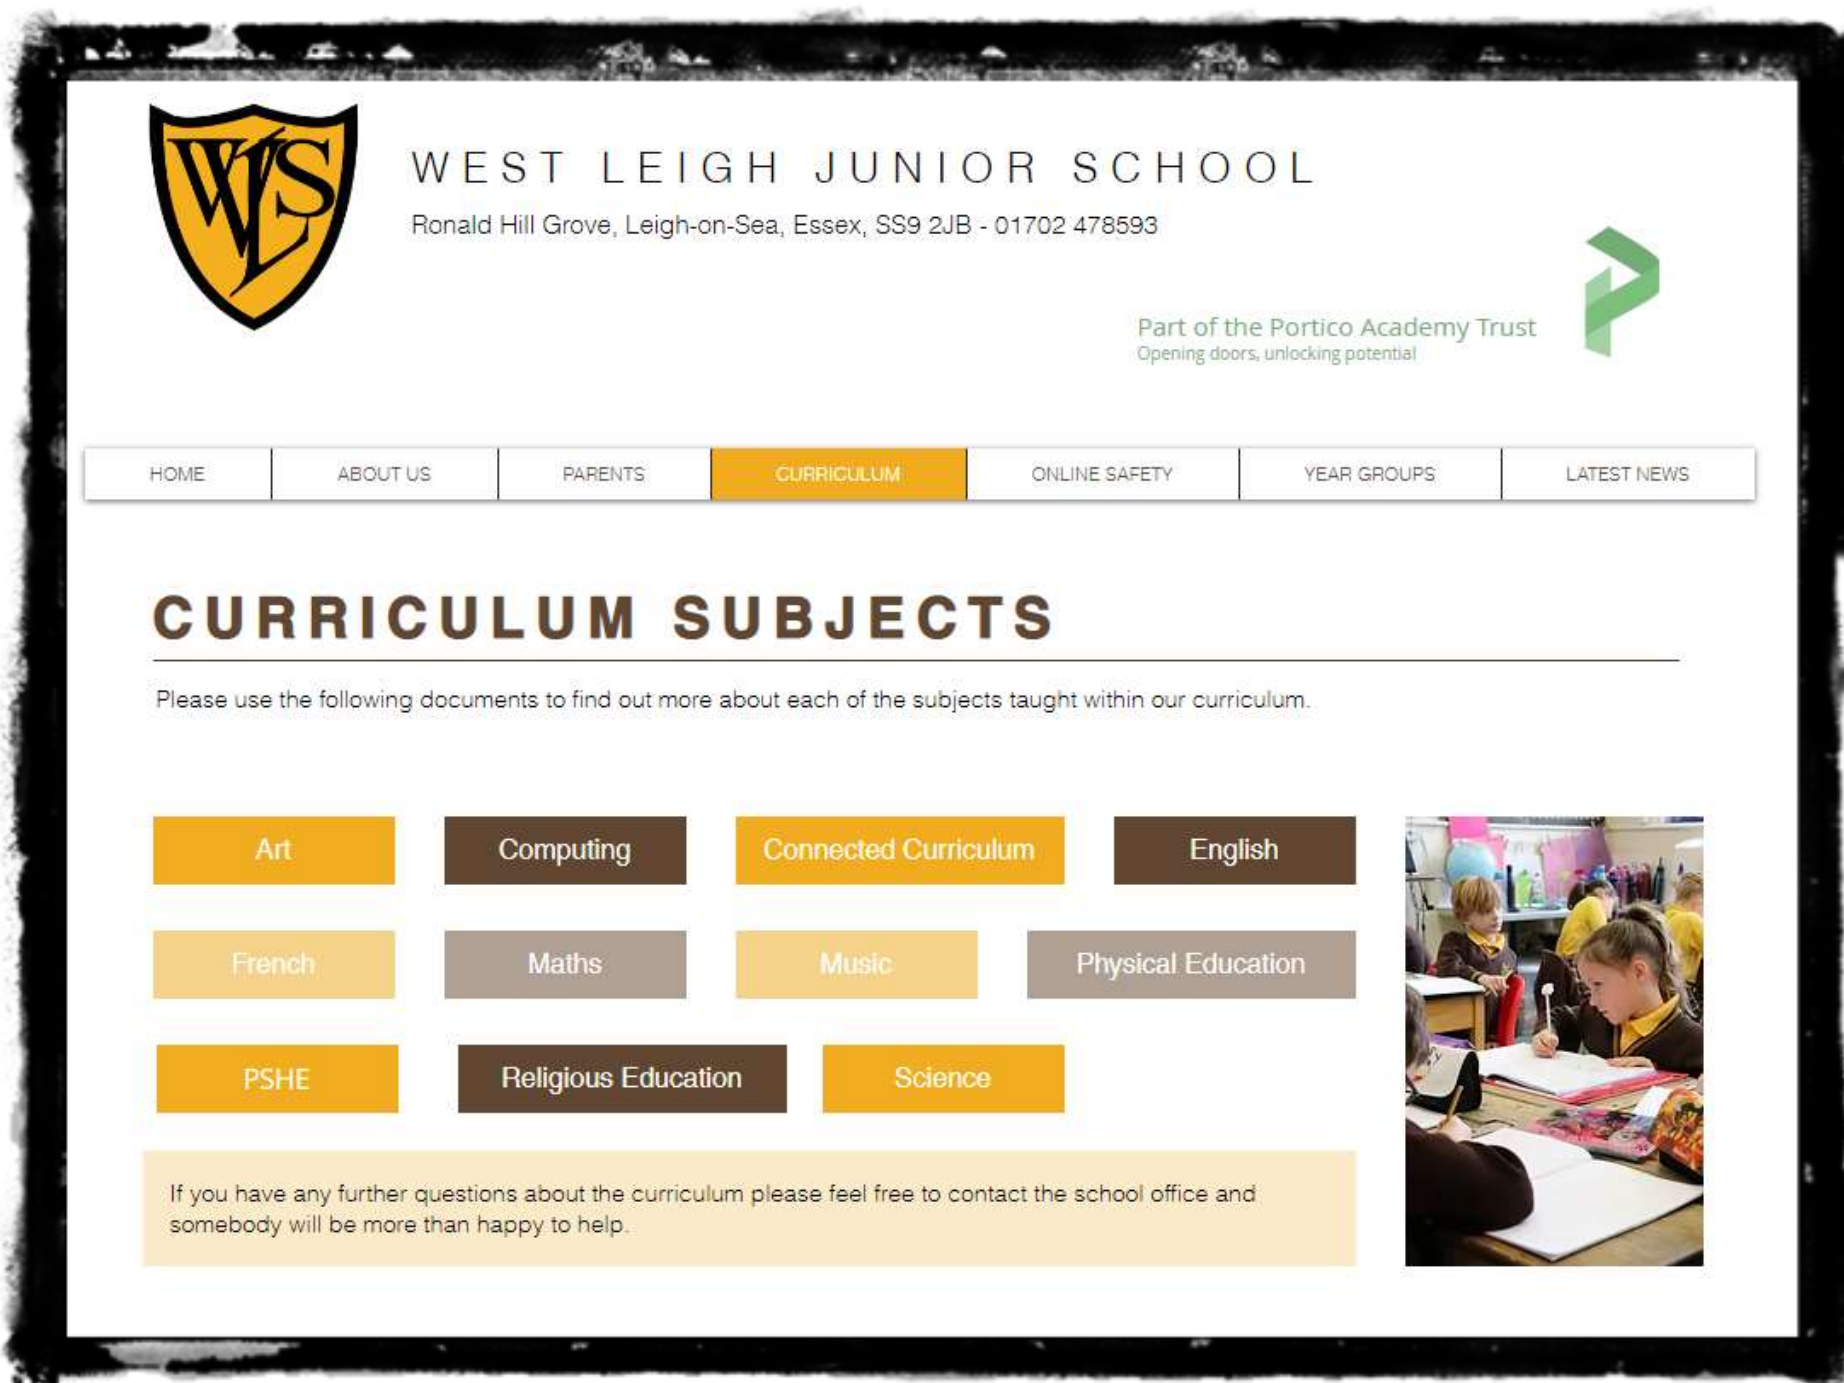 WLS
WEST LEIGH JUNIOR SCHOOL
Ronald Hill Grove, Leigh-on-Sea, Essex, SS9 2JB - 01702 478593
Part of the Portico Academy Trust
Opening doors, unlocking potential
HOME ABOUT US PARENTS CURRICULUM ONLINE SAFETY YEAR GROUPS LATEST NEWS
CURRICULUM SUBJECTS
Please use the following documents to find out more about each of the subjects taught within our curriculum.
Art Computing Connected Curriculum English
French Maths Music Physical Education
PSHE Religious Education Science
If you have any further questions about the curriculum please feel free to contact the school office and
somebody will be more than happy to help.